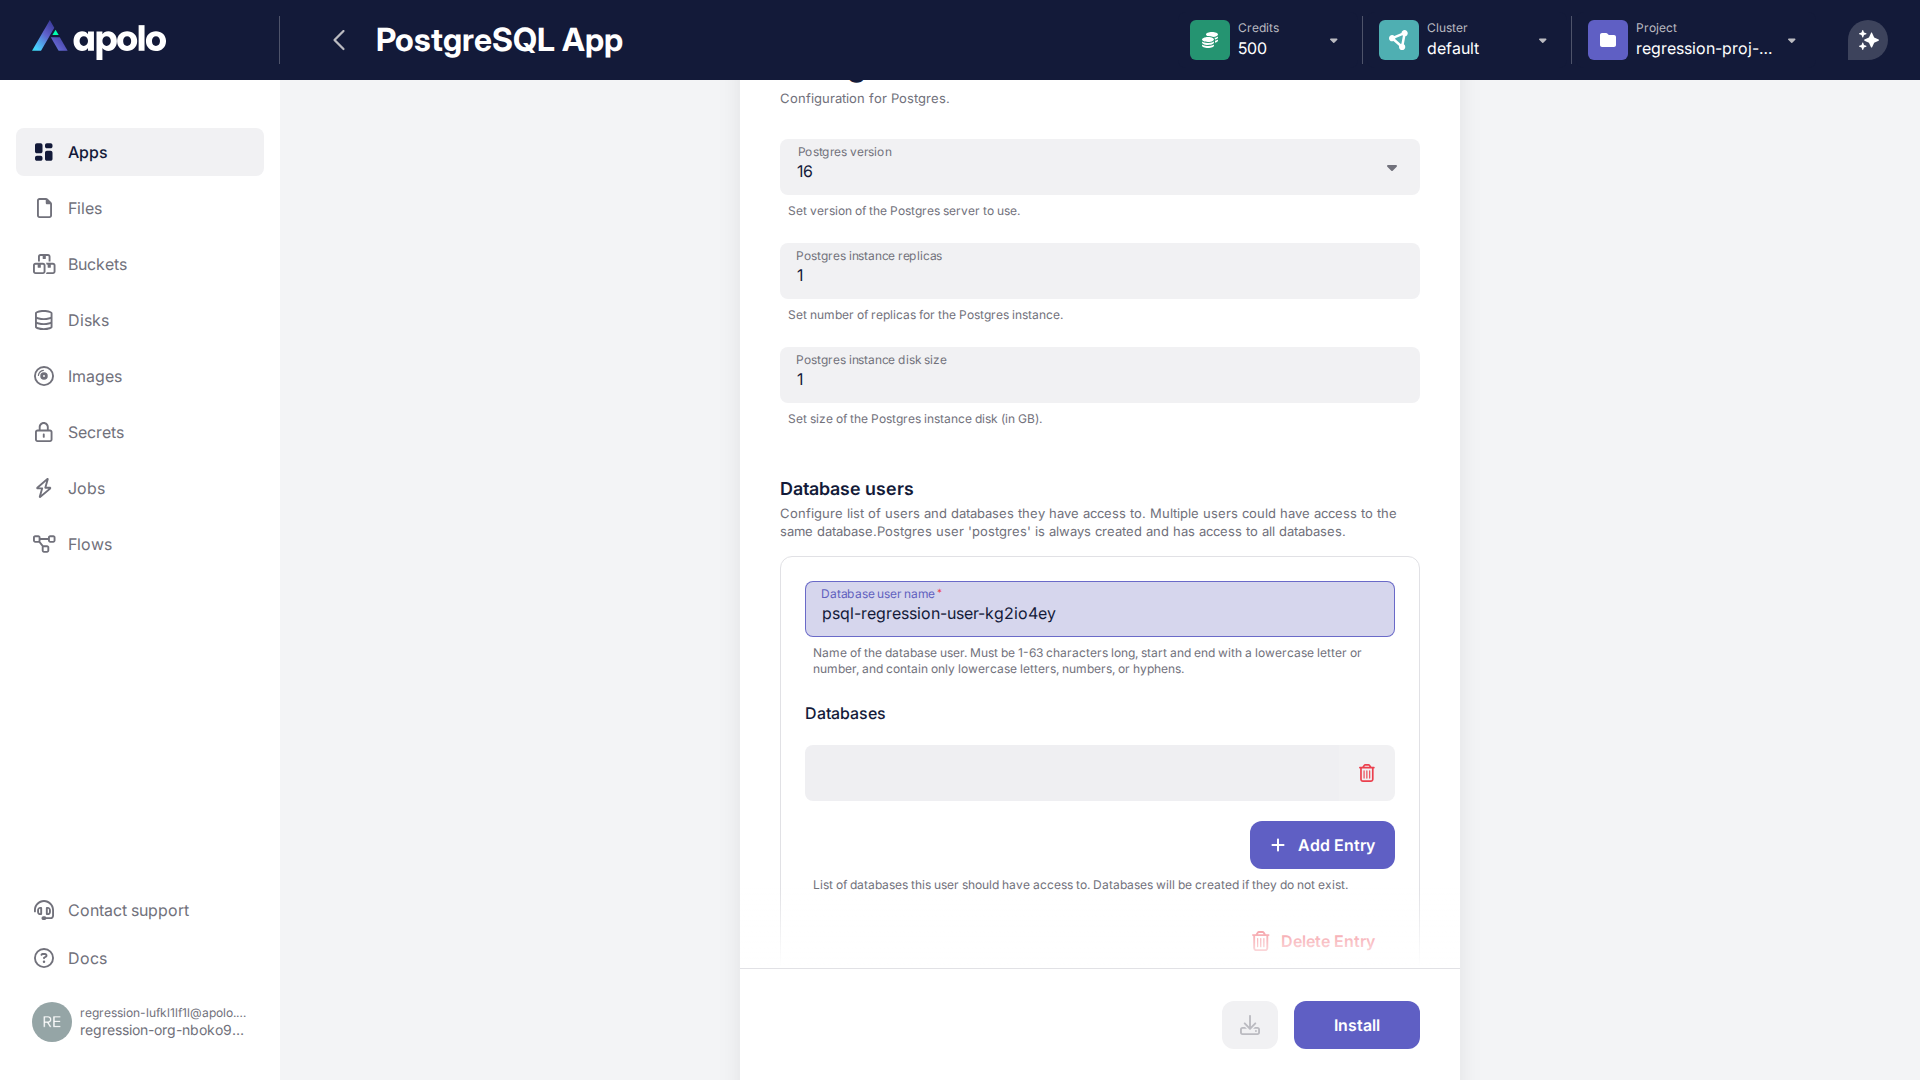 apolo
PostgreSQL App
Credits
500
Cluster
default
Project
regression-proj-...
Apps
Files
Buckets
Disks
Images
Secrets
Jobs
Flows
Contact support
Docs
RE
regression-lufkl1lf1l@apolo....
regression-org-nboko9...
Configuration for Postgres.
Postgres version
16
Set version of the Postgres server to use.
Postgres instance replicas
1
Set number of replicas for the Postgres instance.
Postgres instance disk size
1
Set size of the Postgres instance disk (in GB).
Database users
Configure list of users and databases they have access to. Multiple users could have access to the
same database.Postgres user 'postgres' is always created and has access to all databases.
Database user name *
psql-regression-user-kg2io4ey
Name of the database user. Must be 1-63 characters long, start and end with a lowercase letter or
number, and contain only lowercase letters, numbers, or hyphens.
Databases
Add Entry
List of databases this user should have access to. Databases will be created if they do not exist.
Delete Entry
Install